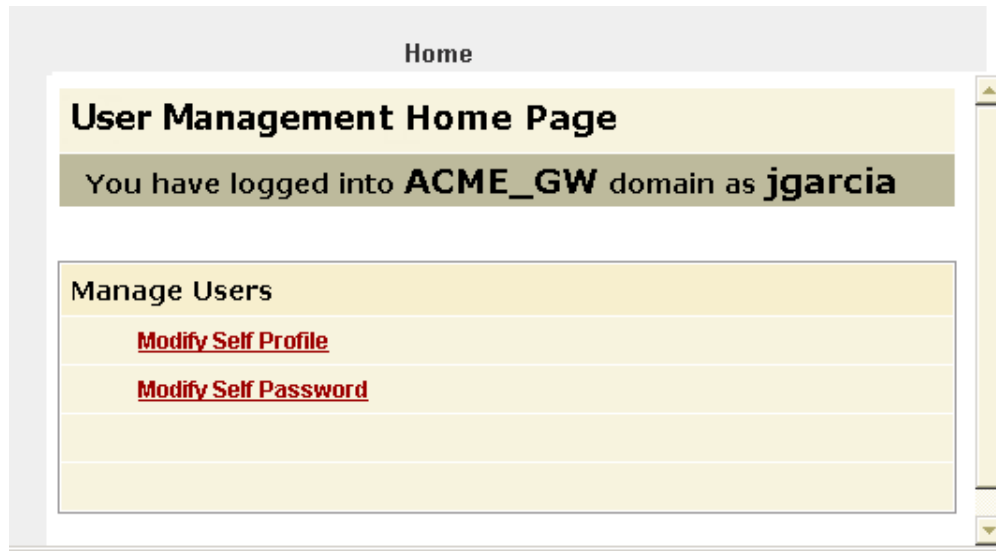 Home
User Management Home Page
You have logged into ACME_GW domain as jgarcia
Manage Users
Modify Self Profile
Modify Self Password